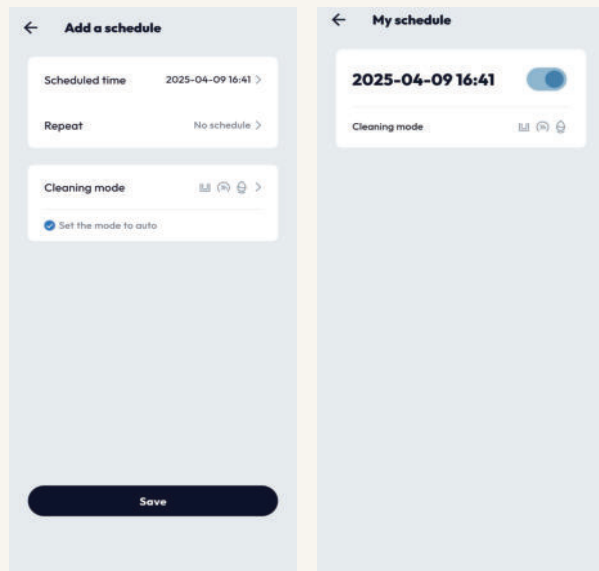 Add a schedule
Scheduled time 2025-04-09 16:41
Repeat No schedule
Cleaning mode
Set the mode to auto
Save
My schedule
2025-04-09 16:41
Cleaning mode